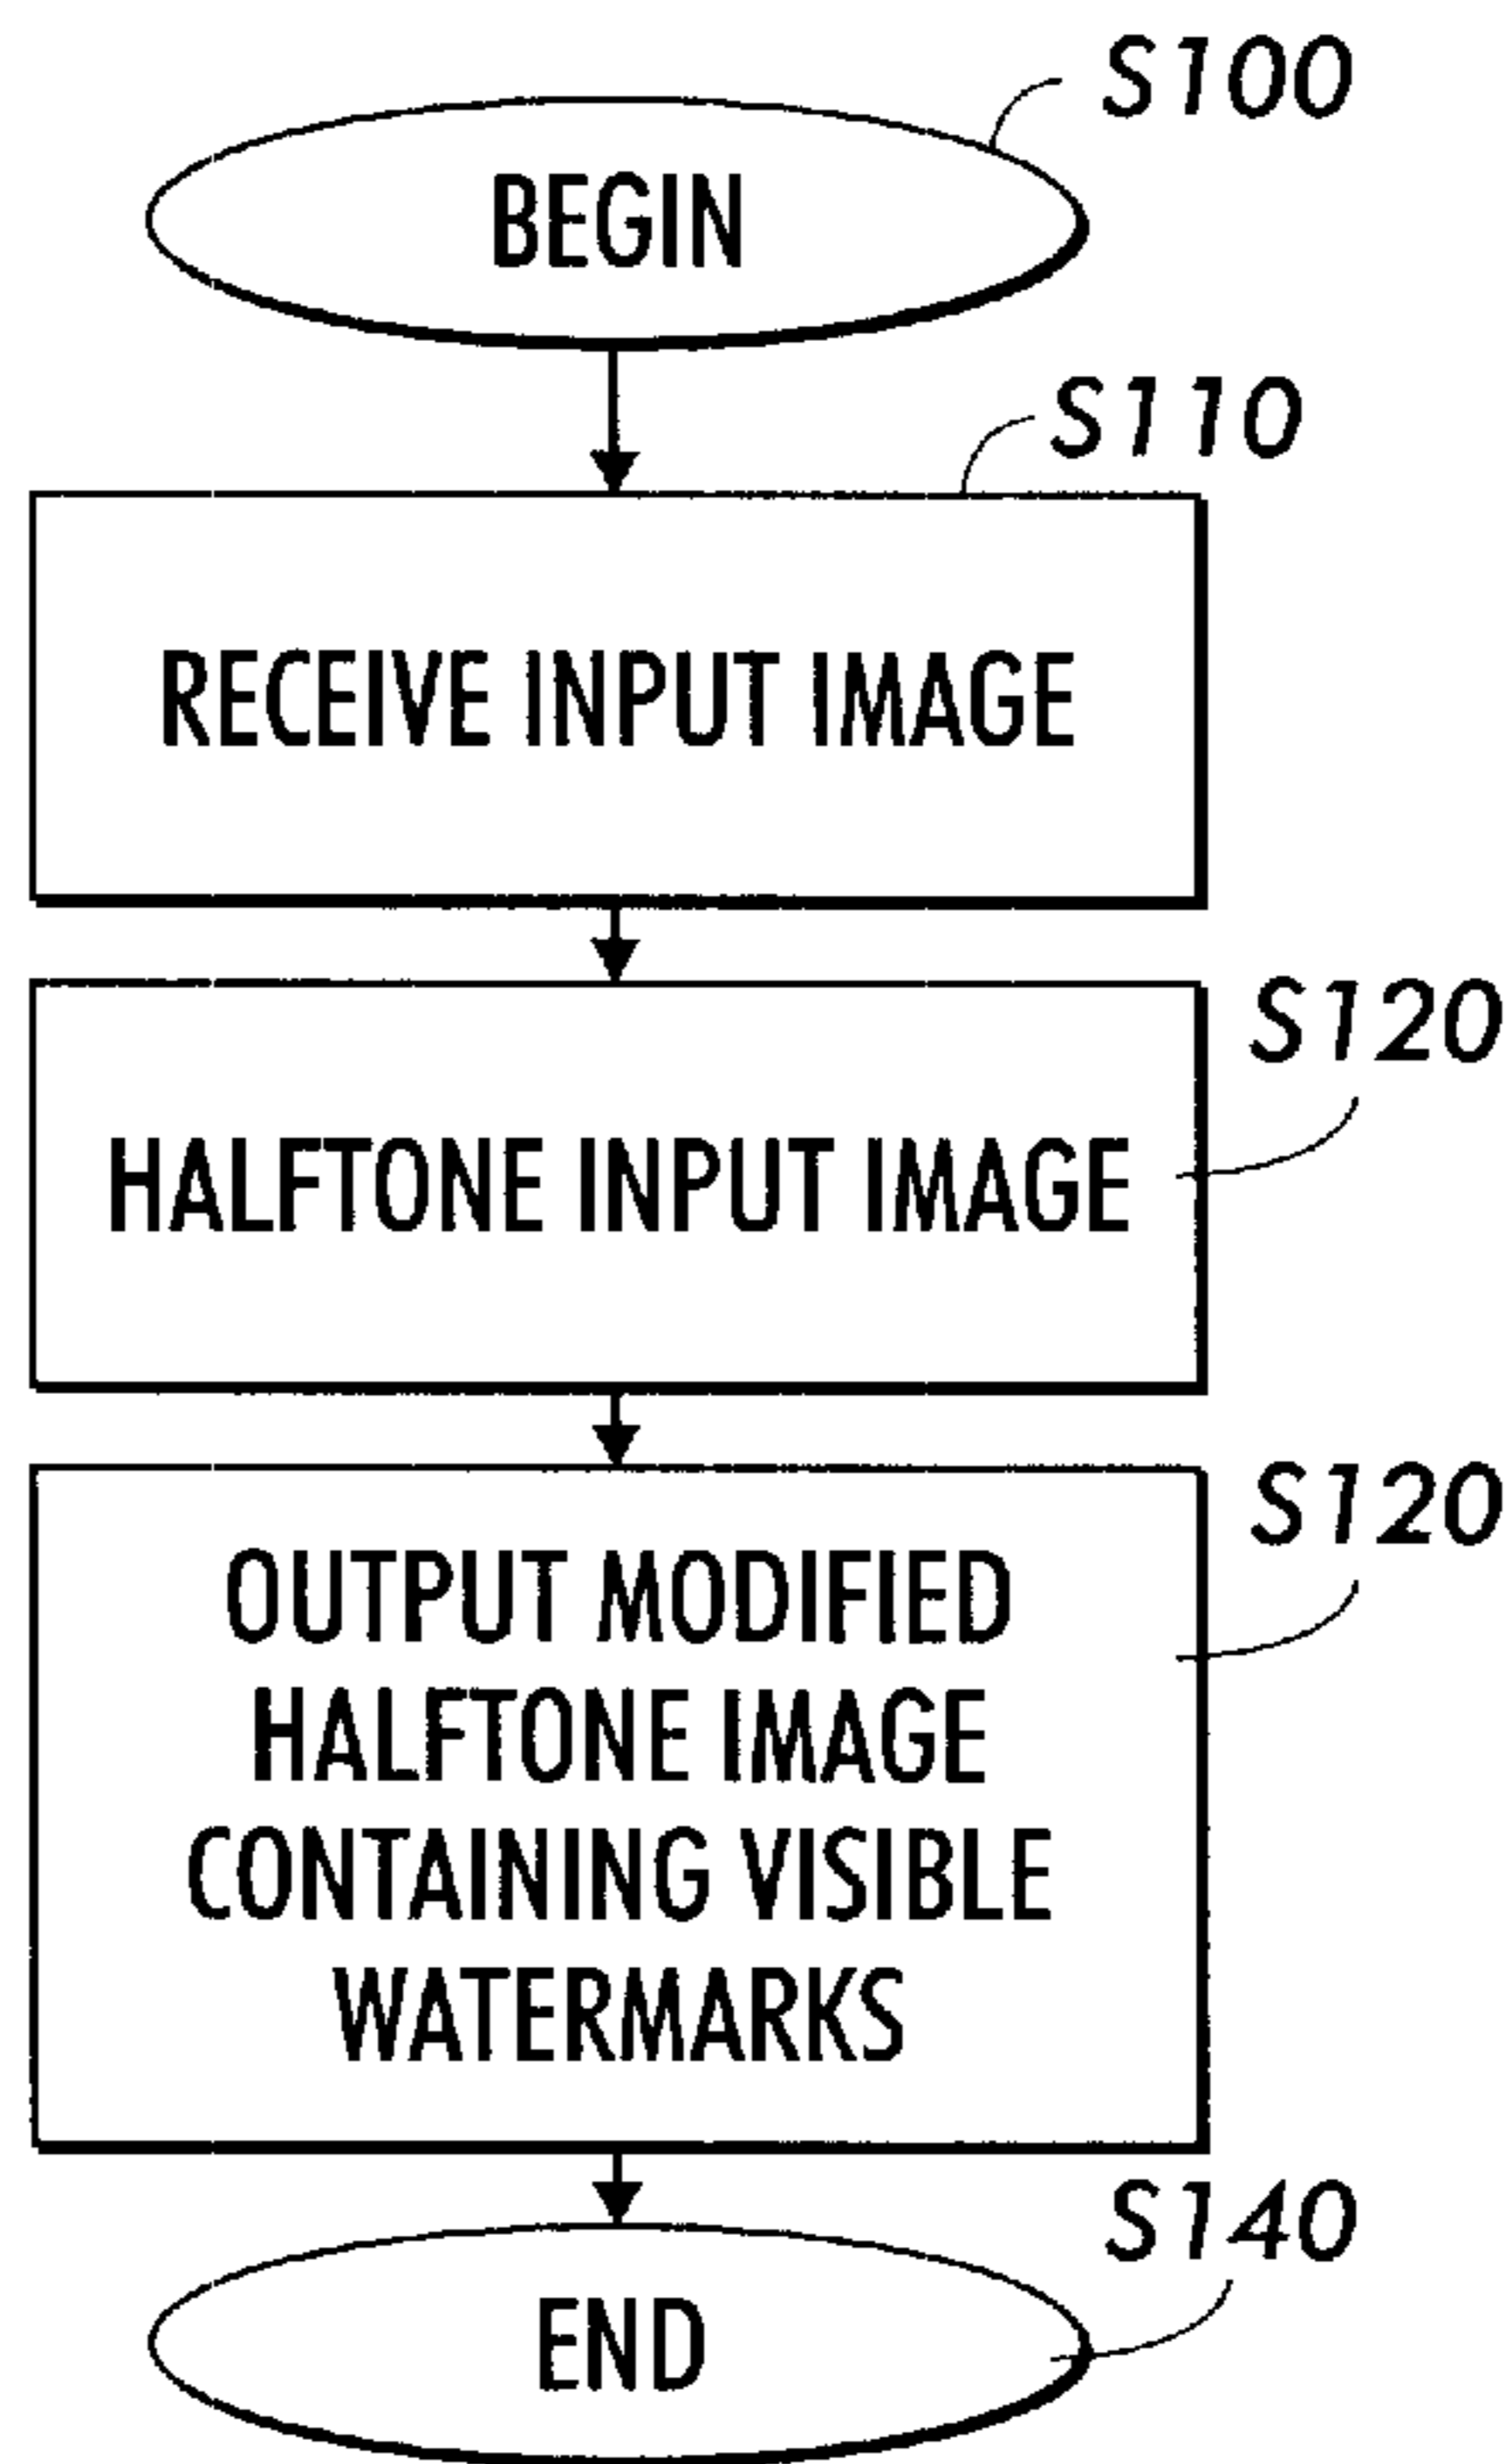 S100
BEGIN
S110
RECEIVE INPUT IMAGE
S120
HALFTONE INPUT IMAGE
S120
OUTPUT MODIFIED
HALFTONE IMAGE
CONTAINING VISIBLE
WATERMARKS
S140
END